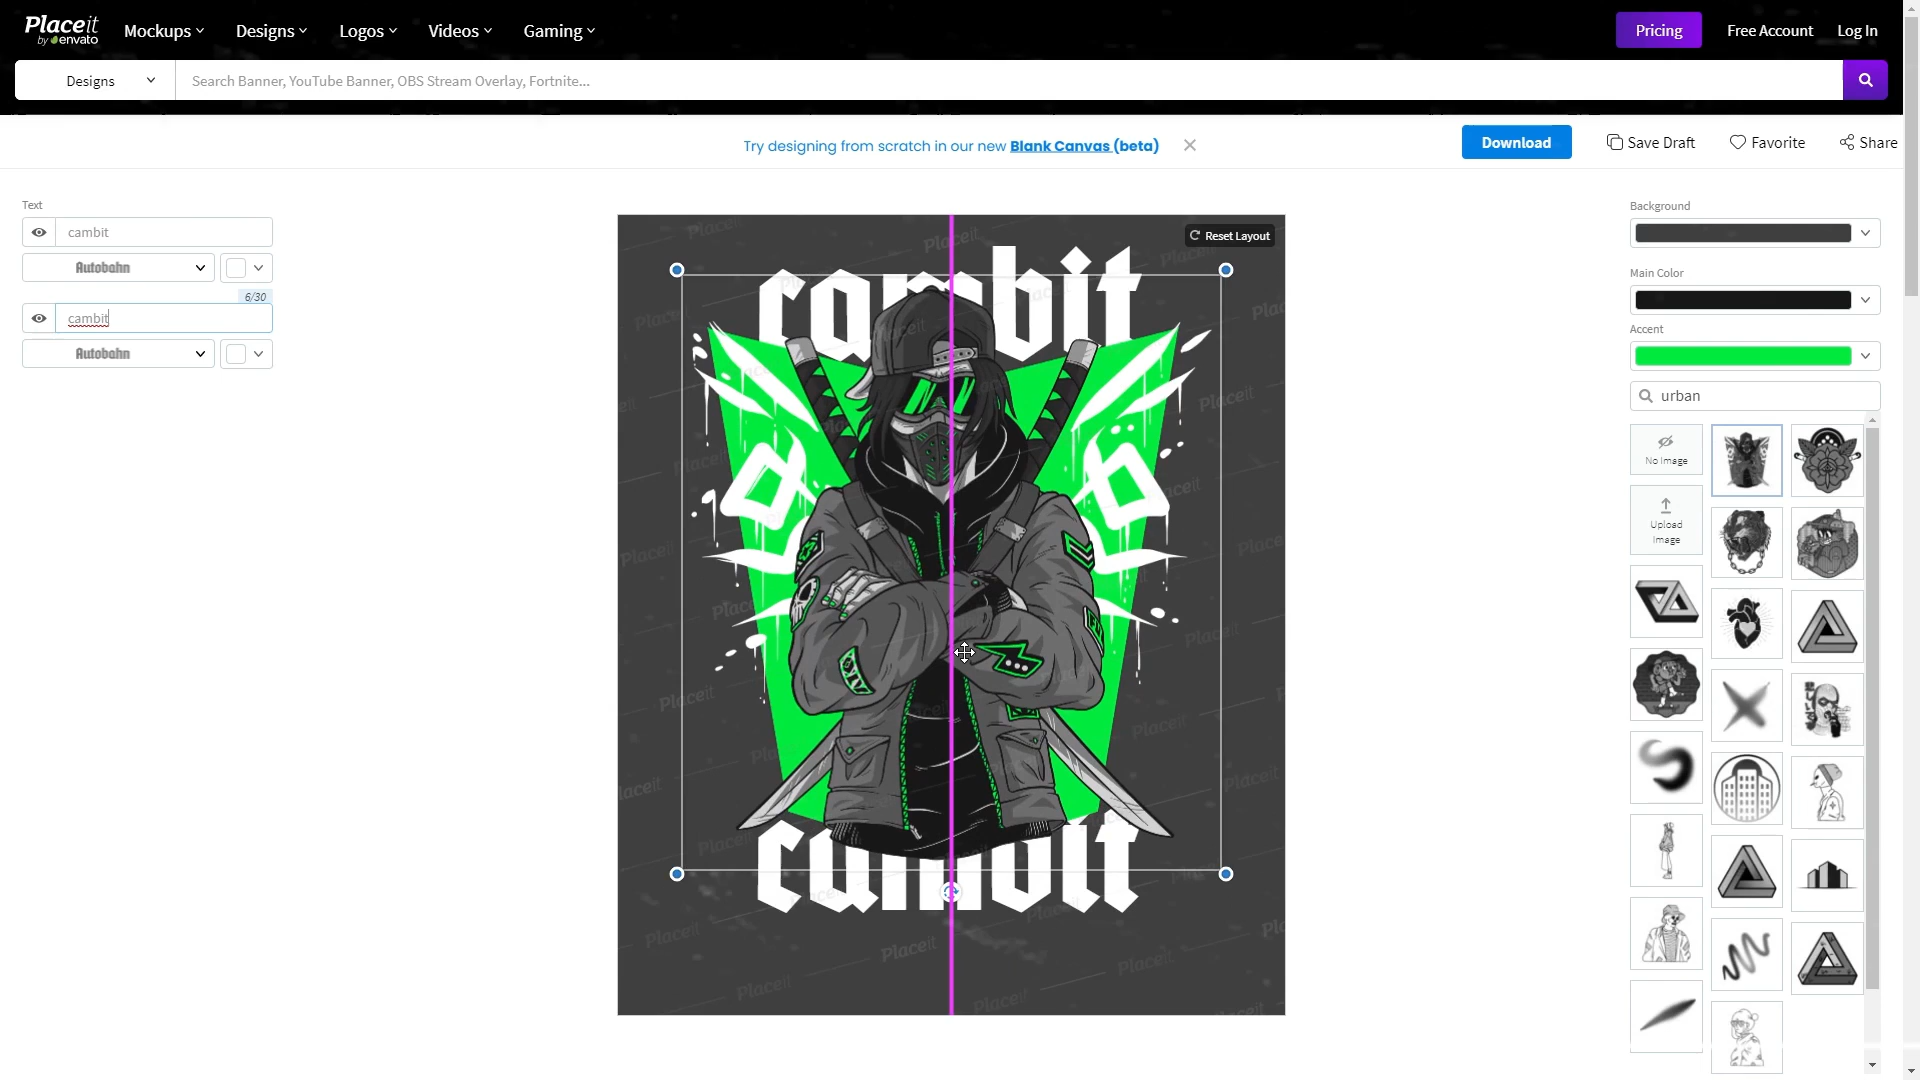 Placeit
by envato
Mockups
Designs
Logos
Videos
Gaming
Pricing
Free Account
Log In
Designs
Search Banner, YouTube Banner, OBS Stream Overlay, Fortnite...
Try designing from scratch in our new Blank Canvas (beta)
Download
Save Draft
Favorite
Share
Text
cambit
Autobahn
6/30
cambit
Autobahn
Reset Layout
cambit
cambit
Placeit
Background
Main Color
Accent
urban
No Image
Upload
Image